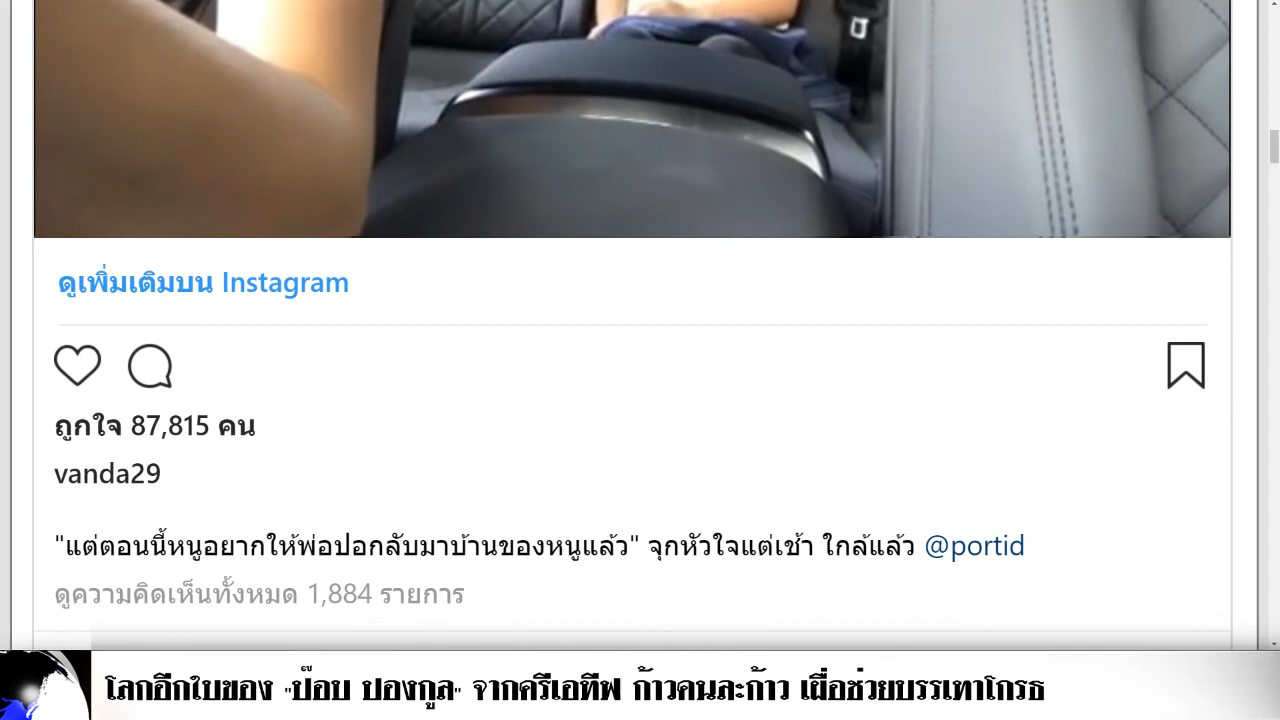 ดูเพิ่มเติมบน Instagram
ถูกใจ 87,815 คน
vanda29
"แต่ตอนนี้หนูอยากให้พ่อปอกลับมาบ้านของหนูแล้ว" จุกหัวใจแต่เช้า ใกล้แล้ว @portid
ดูความคิดเห็นทั้งหมด 1,884 รายการ
โลกอีกใบของ "ป๊อบ ปองกูล" จากครีเอทีฟ ก้าวคนละก้าว เผื่อช่วยบรรเทาโกรธ